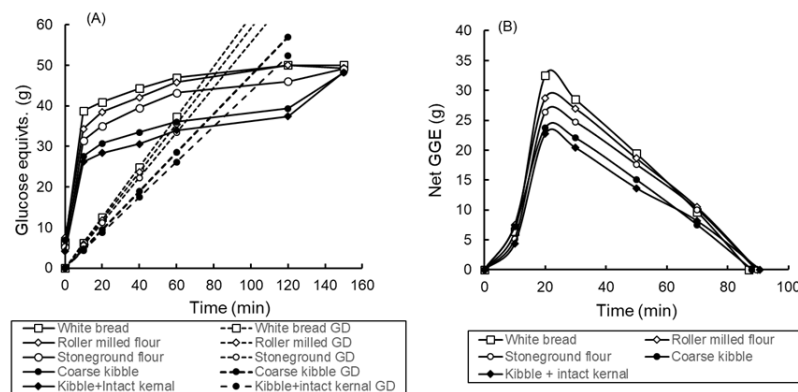 (A)
Glucose equivts. (g)
60.
50
40
30
20
10
0
0 20 40 60 80 100 120 140 160
Time (min)
White bread
White bread GD
Roller milled flour
Roller milled GD
Stoneground flour
Stoneground GD
Coarse kibble
Coarse kibble GD
Kibble+Intact kernal
Kibble+intact kernal GD
(B)
Net GGE (g)
40
35
30
25
20
15
10
5
0
0 20 40 60 80 100
Time (min)
White bread
Roller milled flour
Stoneground flour
Coarse kibble
Kibble + intact kernal